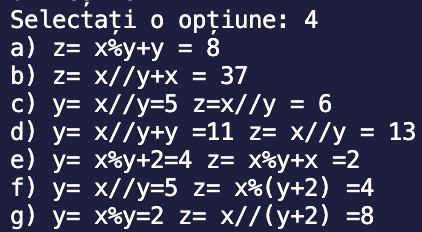 Selectați o opțiune: 4
a) z= x%y+y = 8
b) z= x//y+x = 37
c) y= x//y=5 z=x//y = 6
d) y= x//y+y =11 z= x//y = 13
e) y= x%y+2=4 z= x%y+x =2
f) y= x//y=5 z= x%(y+2) =4
g) y= x%y=2 z= x//(y+2) =8